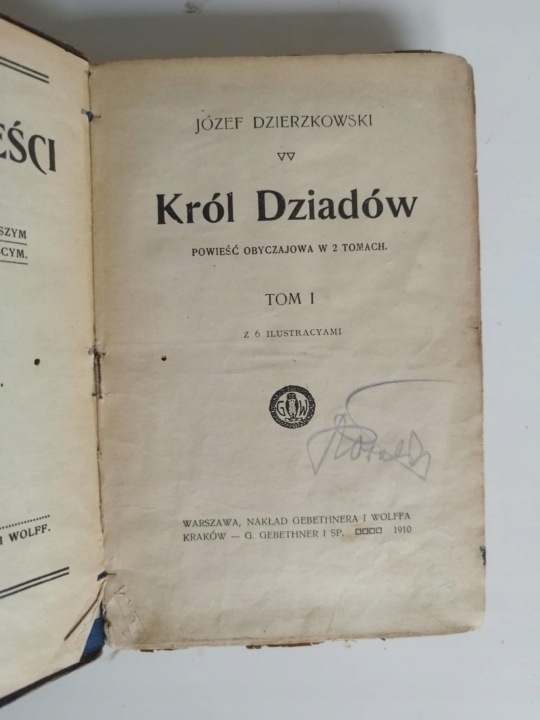 EŚCI
SZYM
CYM.
I WOLFF.
JÓZEF DZIERZKOWSKI
Król Dziadów
POWIEŚĆ OBYCZAJOWA W 2 TOMACH.
TOM I
Z 6 ILUSTRACYAMI
G W
WARSZAWA, NAKŁAD GEBETHNERA I WOLFFA
KRAKÓW — G. GEBETHNER I SP. 1910